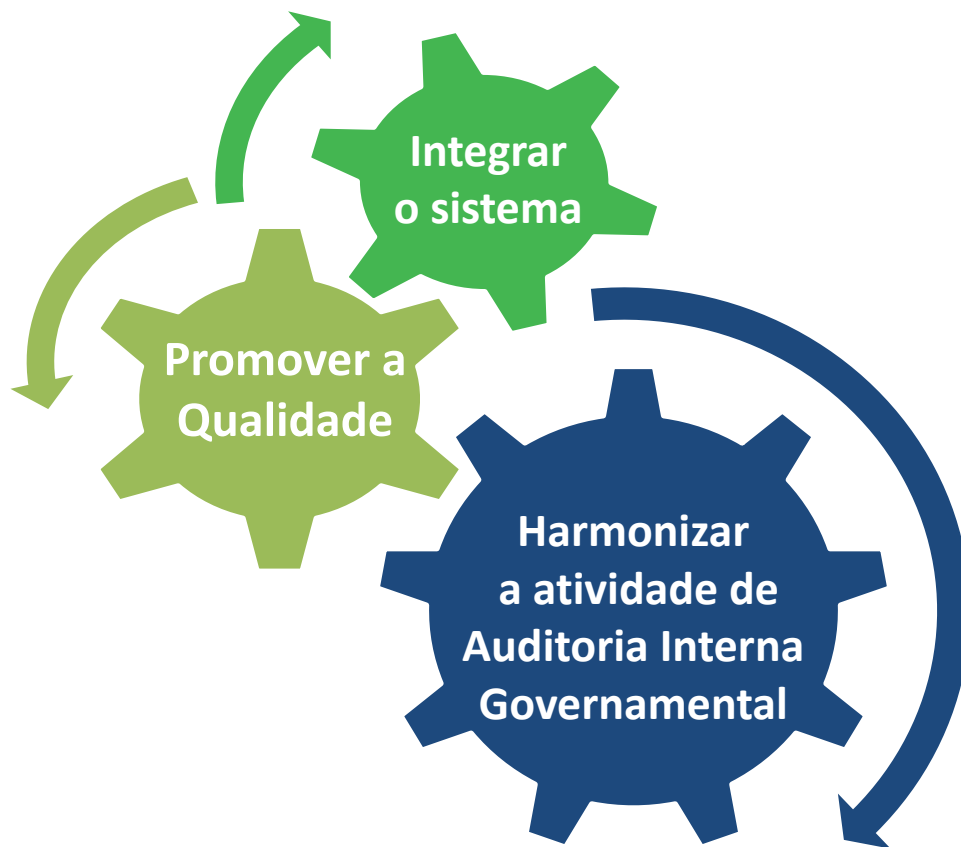 Integrar
o sistema
Promover a
Qualidade
Harmonizar
a atividade de
Auditoria Interna
Governamental